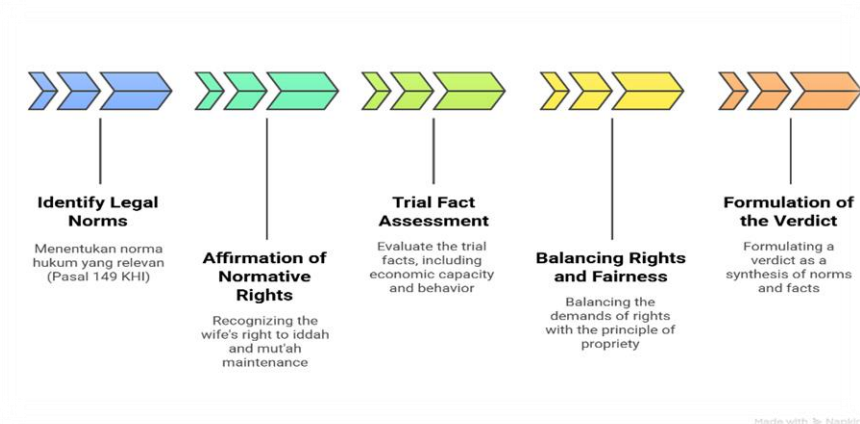 Identify Legal
Norms
Menentukan norma
hukum yang relevan
(Pasal 149 KHI)
Affirmation of
Normative
Rights
Recognizing the
wife's right to iddah
and mut'ah
maintenance
Trial Fact
Assessment
Evaluate the trial
facts, including
economic capacity
and behavior
Balancing Rights
and Fairness
Balancing the
demands of rights
with the principle of
propriety
Formulation of
the Verdict
Formulating a
verdict as a
synthesis of norms
and facts
Made with